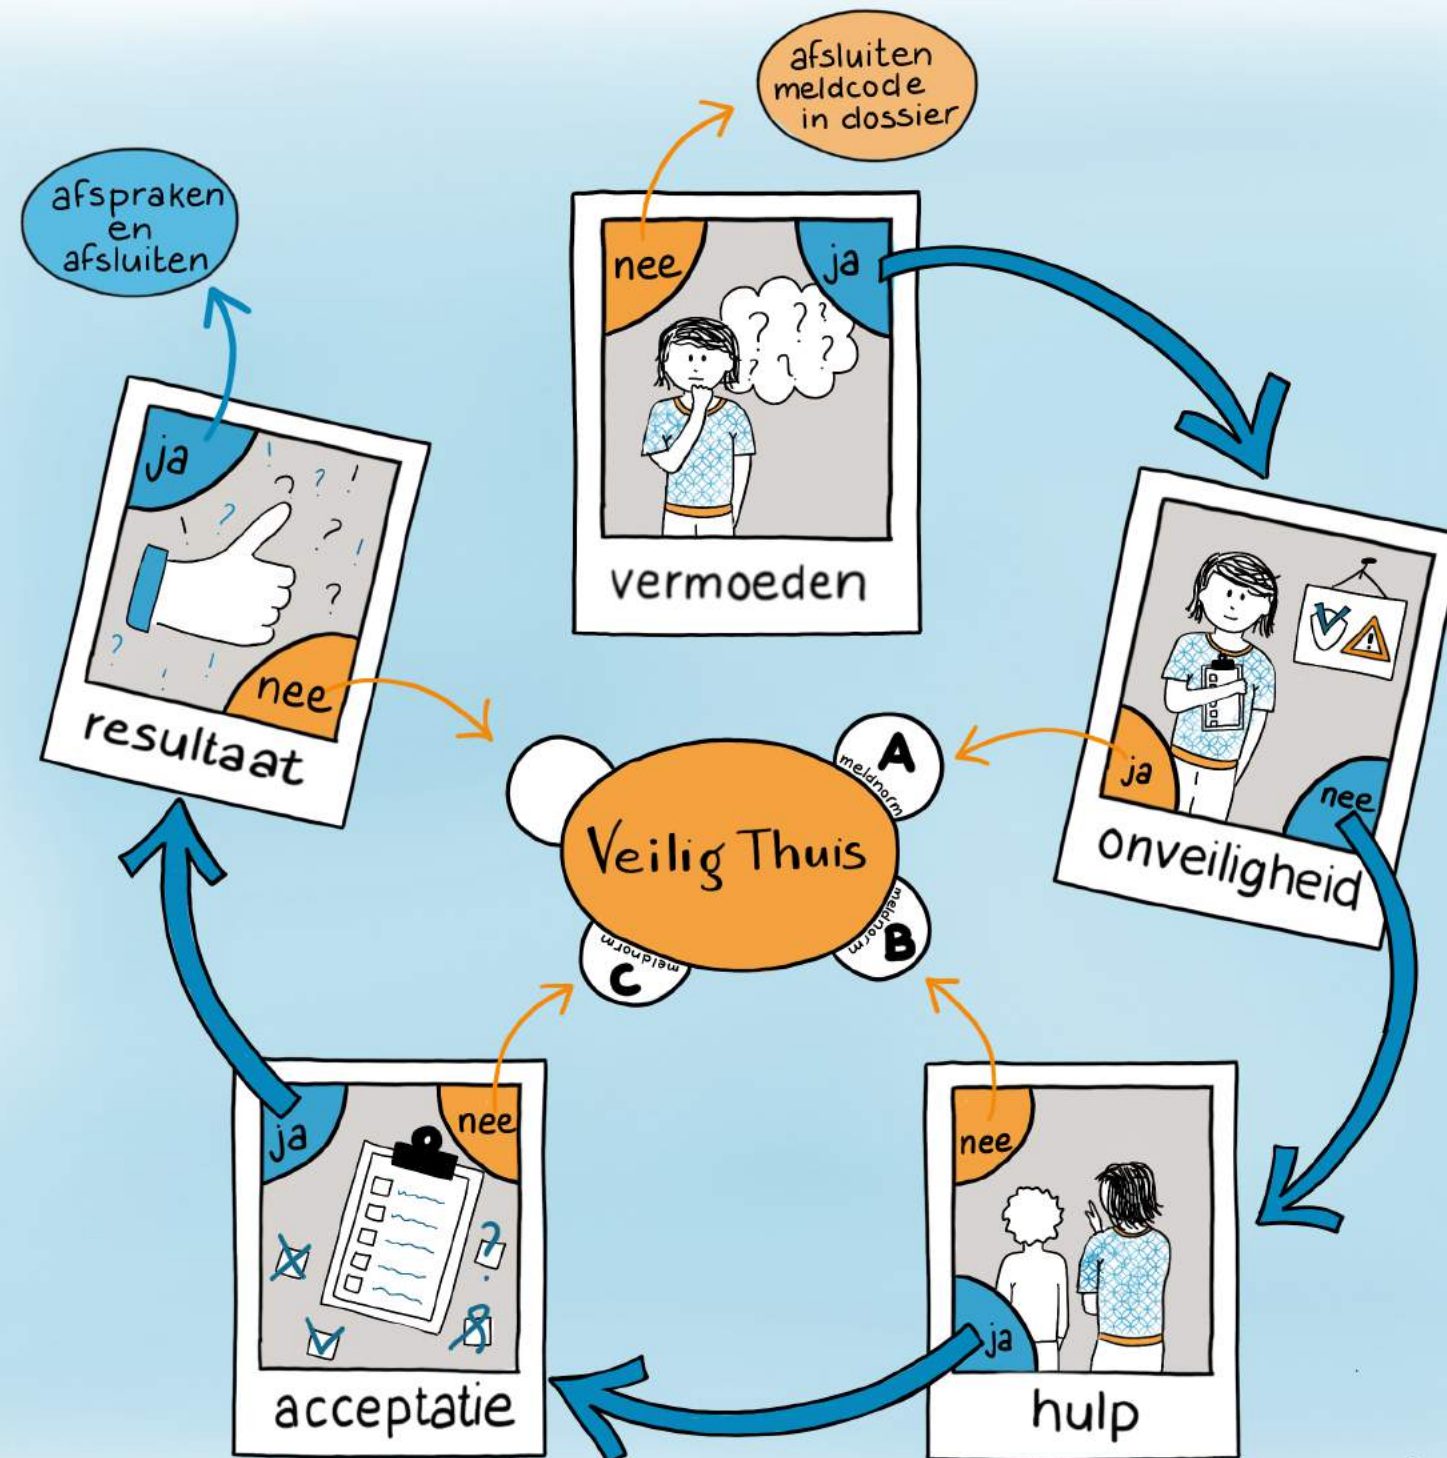 afsluiten
meldcode
in dossier
afspraken
en
afsluiten
nee
ja
vermoeden
ja
nee
resultaat
ja
nee
onveiligheid
Veilig Thuis
A
meldnorm
B
meldnorm
C
meldnorm
ja
nee
acceptatie
nee
ja
hulp